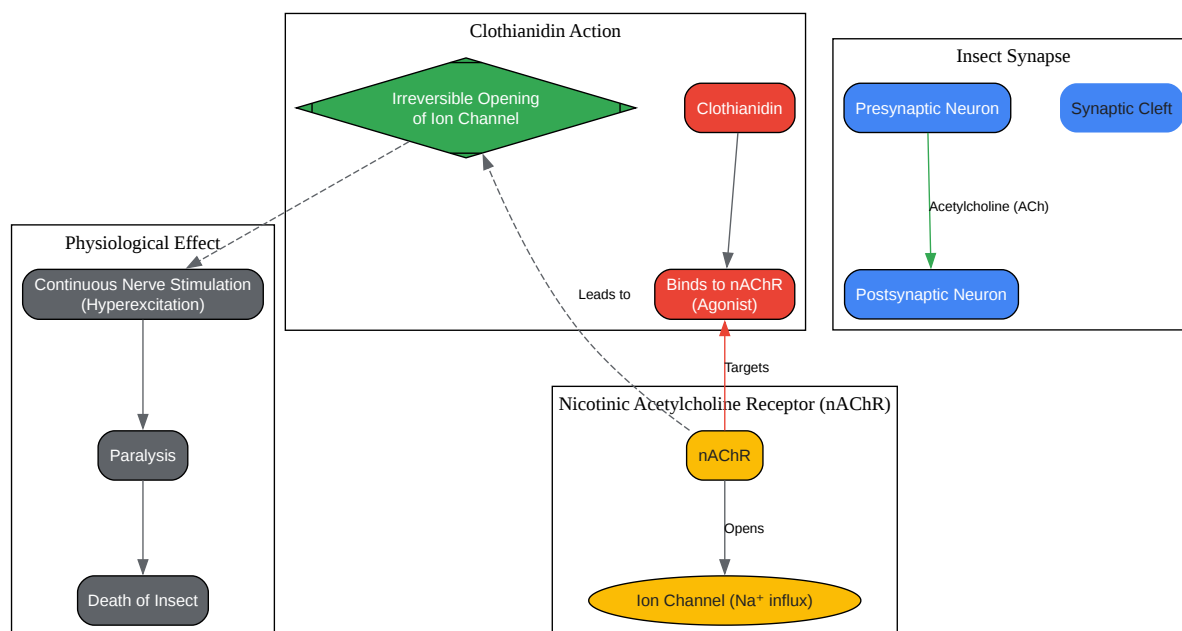 Clothianidin Action
Irreversible Opening
of Ion Channel
Clothianidin
Binds to nAChR
(Agonist)
Insect Synapse
Presynaptic Neuron
Synaptic Cleft
Acetylcholine (ACh)
Postsynaptic Neuron
Physiological Effect
Continuous Nerve Stimulation
(Hyperexcitation)
Paralysis
Death of Insect
Leads to
Targets
Nicotinic Acetylcholine Receptor (nAChR)
nAChR
Opens
Ion Channel (Na⁺ influx)